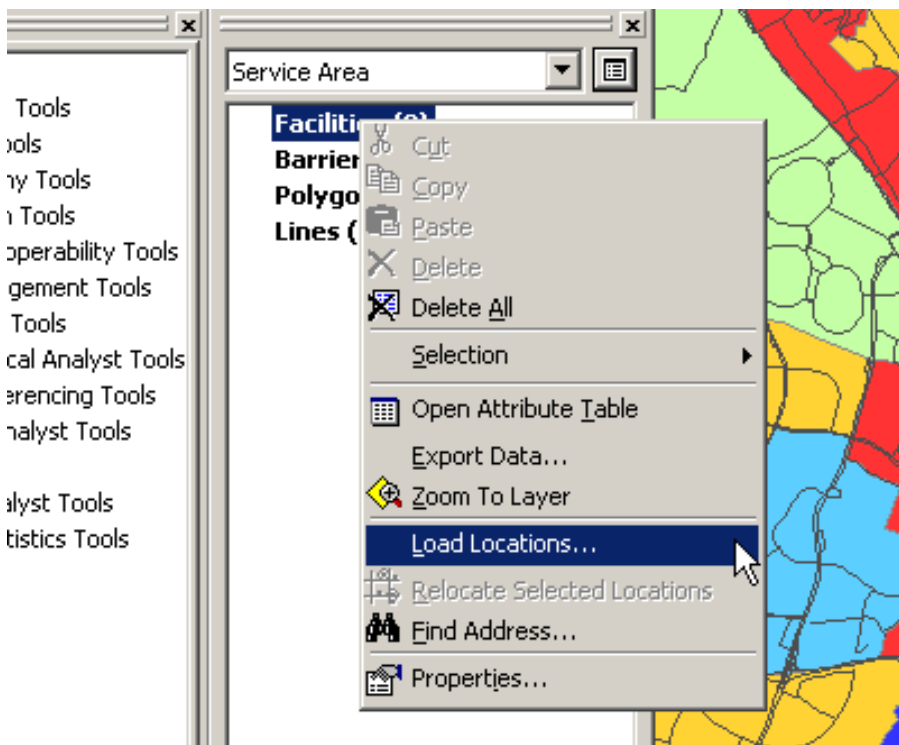 Tools
ools
ny Tools
n Tools
operability Tools
gement Tools
Tools
cal Analyst Tools
erencing Tools
nalyst Tools
alyst Tools
tistics Tools
Service Area
Faciliti
Barrier
Polygo
Lines (
Cut
Copy
Paste
Delete
Delete All
Selection
Open Attribute Table
Export Data...
Zoom To Layer
Load Locations...
Relocate Selected Locations
Find Address...
Properties...